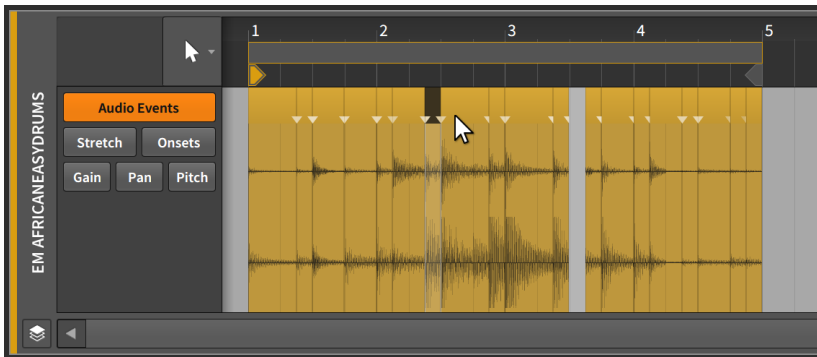 1 2 3 4 5
EM AFRICANEASYDRUMS
Audio Events
Stretch Onsets
Gain Pan Pitch